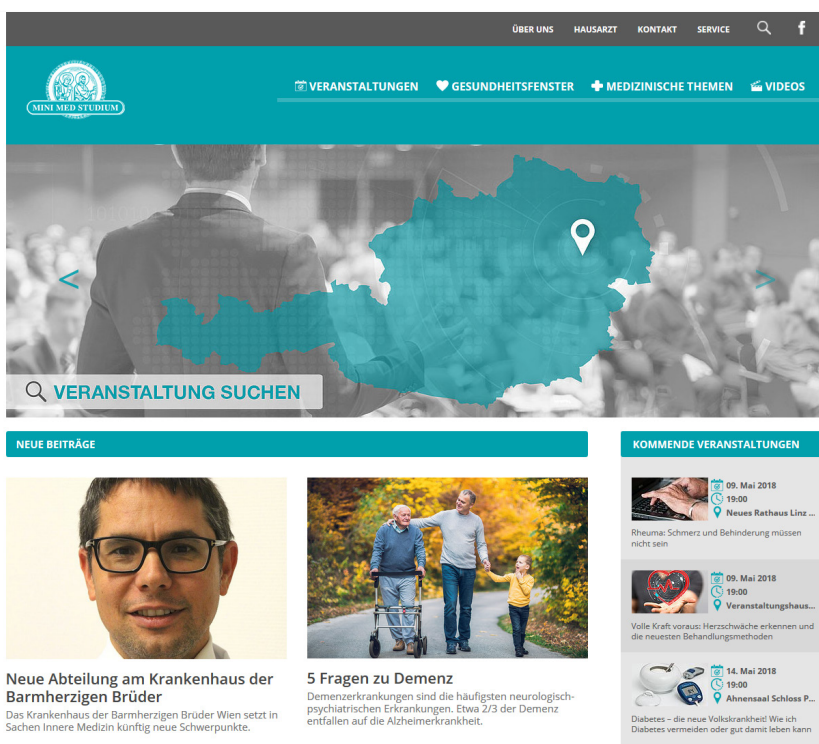 ÜBER UNS HAUSARZT KONTAKT SERVICE f
MINI MED STUDIUM
VERANSTALTUNGEN GESUNDHEITSFENSTER MEDIZINISCHE THEMEN VIDEOS
< >
VERANSTALTUNG SUCHEN
NEUE BEITRÄGE
Neue Abteilung am Krankenhaus der
Barmherzigen Brüder
Das Krankenhaus der Barmherzigen Brüder Wien setzt in
Sachen Innere Medizin künftig neue Schwerpunkte.
5 Fragen zu Demenz
Demenzerkrankungen sind die häufigsten neurologisch-
psychiatrischen Erkrankungen. Etwa 2/3 der Demenz
entfallen auf die Alzheimerkrankheit.
KOMMENDE VERANSTALTUNGEN
09. Mai 2018
19:00
Neues Rathaus Linz ...
Rheuma: Schmerz und Behinderung müssen
nicht sein
09. Mai 2018
19:00
Veranstaltungshaus...
Volle Kraft voraus: Herzschwäche erkennen und
die neuesten Behandlungsmethoden
14. Mai 2018
19:00
Ahnensaal Schloss P...
Diabetes – die neue Volkskrankheit! Wie ich
Diabetes vermeiden oder gut damit leben kann